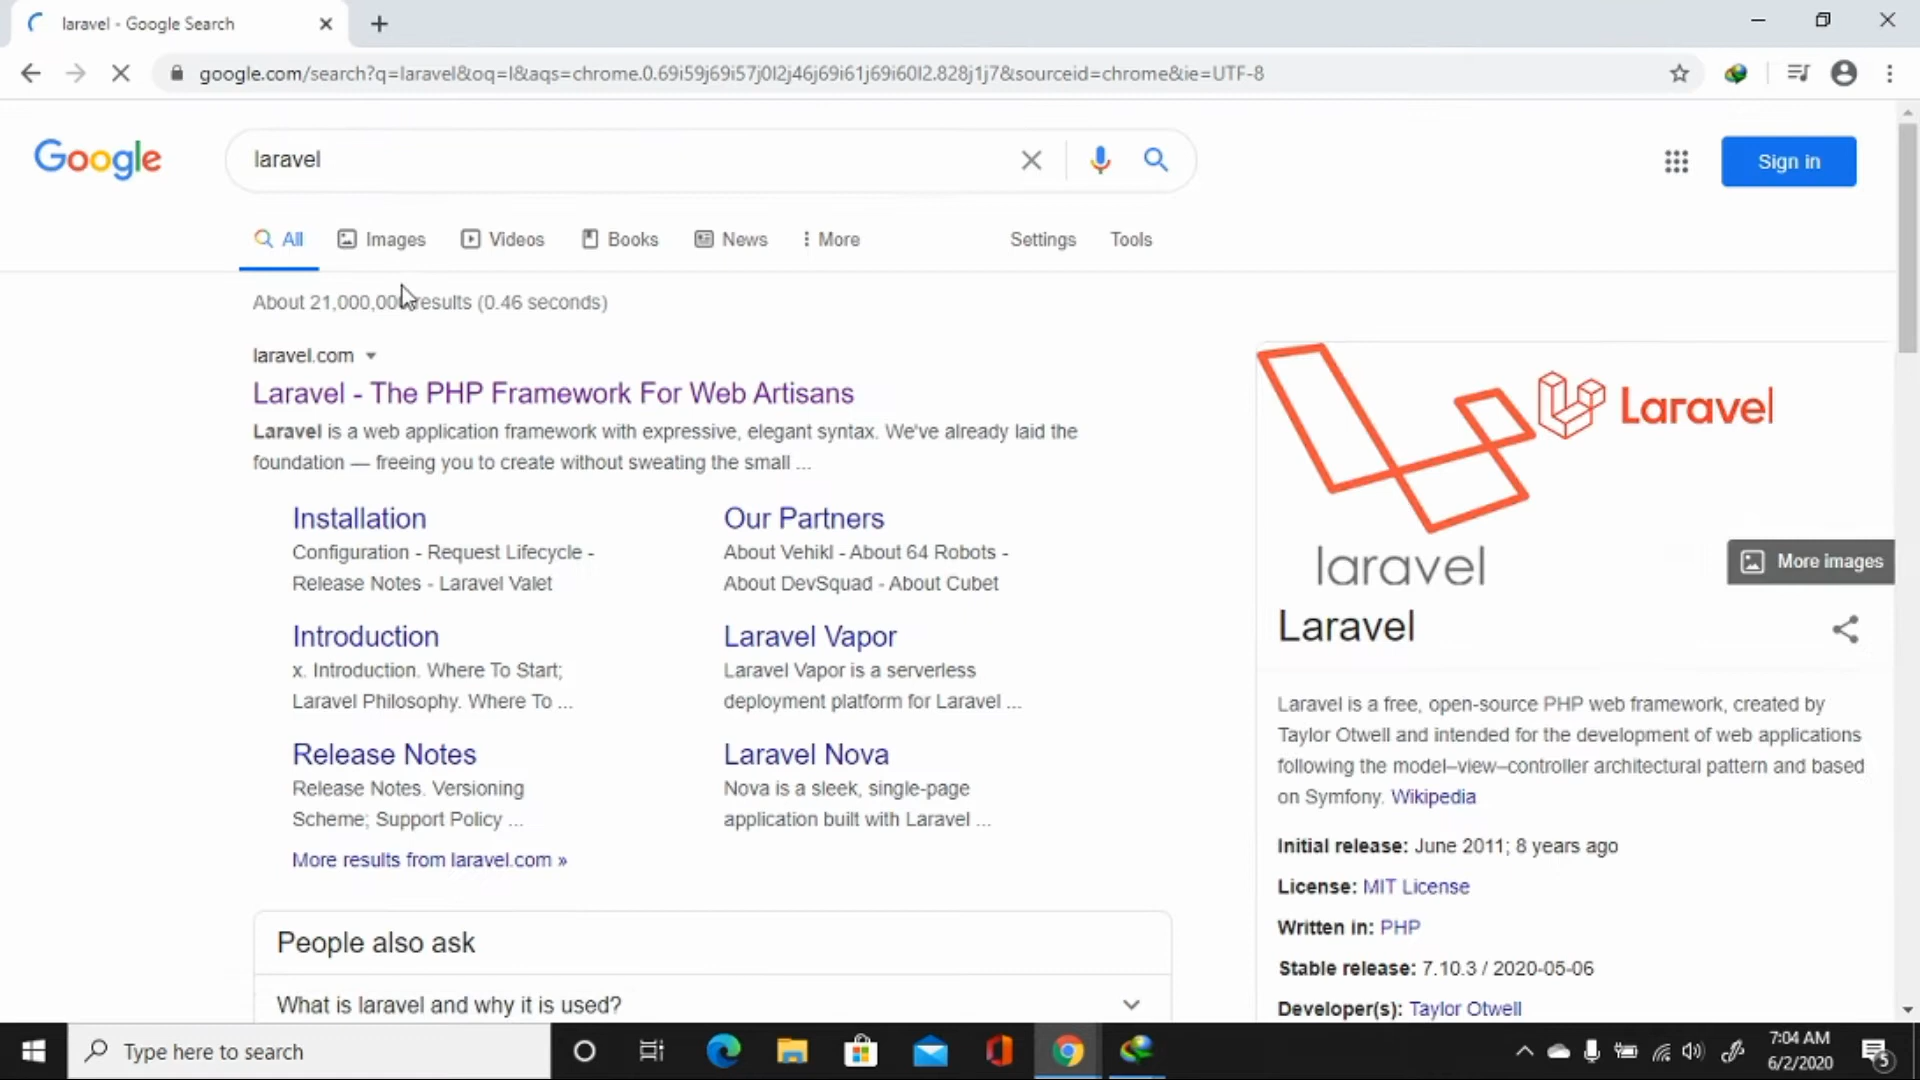 laravel - Google Search
google.com/search?q=laravel&oq=l&aqs=chrome.0.69i59j69i57j0l2j46j69i61j69i60l2.828j1j7&sourceid=chrome&ie=UTF-8
Google
laravel
Sign in
All Images Videos Books News More Settings Tools
About 21,000,00 results (0.46 seconds)
laravel.com
Laravel - The PHP Framework For Web Artisans
Laravel is a web application framework with expressive, elegant syntax. We've already laid the
foundation — freeing you to create without sweating the small ...
Installation
Configuration - Request Lifecycle -
Release Notes - Laravel Valet
Our Partners
About Vehikl - About 64 Robots -
About DevSquad - About Cubet
Introduction
x. Introduction. Where To Start;
Laravel Philosophy. Where To ...
Laravel Vapor
Laravel Vapor is a serverless
deployment platform for Laravel ...
Release Notes
Release Notes. Versioning
Scheme; Support Policy ...
Laravel Nova
Nova is a sleek, single-page
application built with Laravel ...
More results from laravel.com »
People also ask
What is laravel and why it is used?
Laravel
laravel
More images
Laravel
Laravel is a free, open-source PHP web framework, created by
Taylor Otwell and intended for the development of web applications
following the model–view–controller architectural pattern and based
on Symfony. Wikipedia
Initial release: June 2011; 8 years ago
License: MIT License
Written in: PHP
Stable release: 7.10.3 / 2020-05-06
Developer(s): Taylor Otwell
Type here to search
7:04 AM
6/2/2020
5